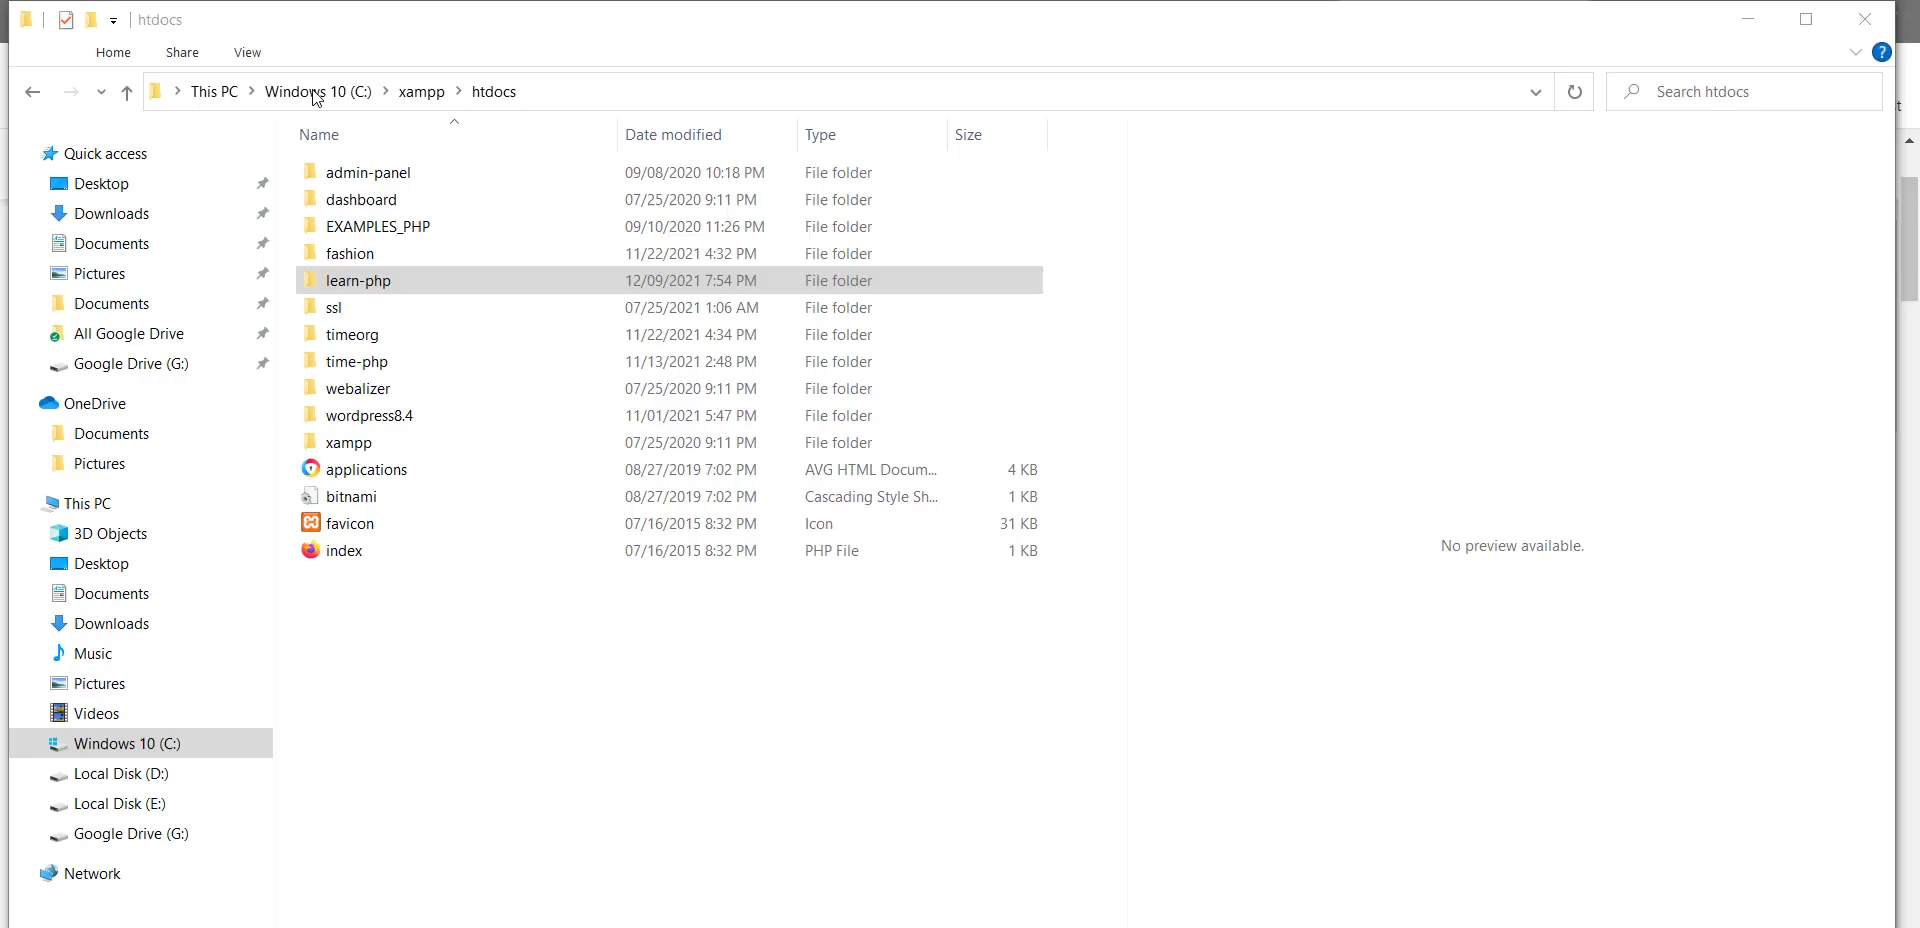 htdocs
Home Share View
This PC > Windows 10 (C:) > xampp > htdocs
Search htdocs
Name Date modified Type Size
Quick access
Desktop
Downloads
Documents
Pictures
Documents
All Google Drive
Google Drive (G:)
OneDrive
Documents
Pictures
This PC
3D Objects
Desktop
Documents
Downloads
Music
Pictures
Videos
Windows 10 (C:)
Local Disk (D:)
Local Disk (E:)
Google Drive (G:)
Network
admin-panel 09/08/2020 10:18 PM File folder
dashboard 07/25/2020 9:11 PM File folder
EXAMPLES_PHP 09/10/2020 11:26 PM File folder
fashion 11/22/2021 4:32 PM File folder
learn-php 12/09/2021 7:54 PM File folder
ssl 07/25/2021 1:06 AM File folder
timeorg 11/22/2021 4:34 PM File folder
time-php 11/13/2021 2:48 PM File folder
webalizer 07/25/2020 9:11 PM File folder
wordpress8.4 11/01/2021 5:47 PM File folder
xampp 07/25/2020 9:11 PM File folder
applications 08/27/2019 7:02 PM AVG HTML Docum... 4 KB
bitnami 08/27/2019 7:02 PM Cascading Style Sh... 1 KB
favicon 07/16/2015 8:32 PM Icon 31 KB
index 07/16/2015 8:32 PM PHP File 1 KB
No preview available.